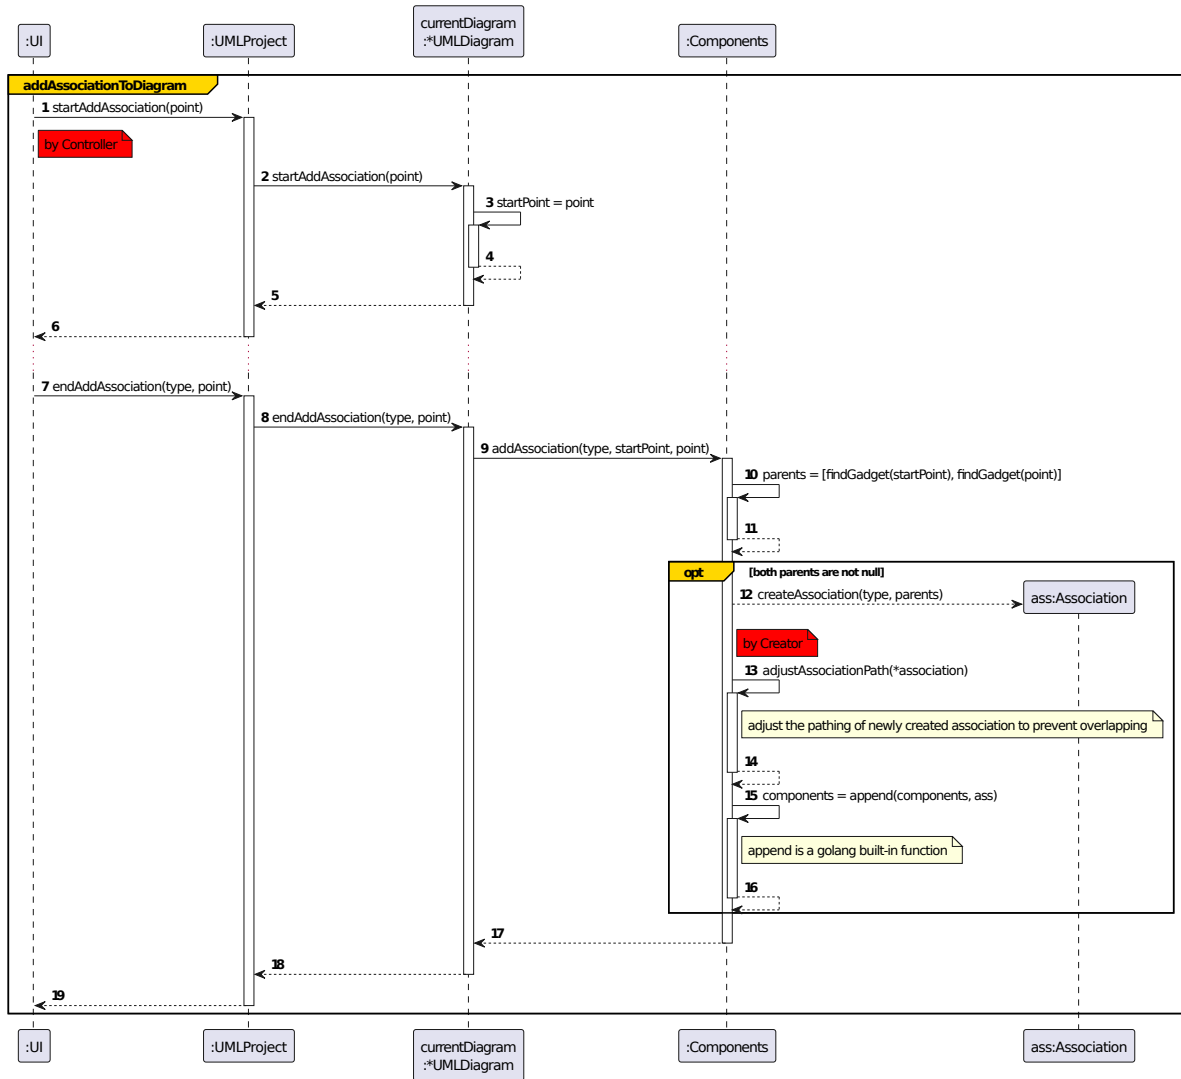 currentDiagram
:UI
:UMLProject
:*UMLDiagram
:Components
addAssociationToDiagram
1 startAddAssociation(point)
by Controller
2 startAddAssociation(point)
3 startPoint = point
4
5
6
7 endAddAssociation(type, point)
8 endAddAssociation(type, point)
9 addAssociation(type, startPoint, point)
10 parents = [findGadget(startPoint), findGadget(point)]
11
opt [both parents are not null]
12 createAssociation(type, parents)
ass:Association
by Creator
13 adjustAssociationPath(*association)
adjust the pathing of newly created association to prevent overlapping
14
15 components = append(components, ass)
append is a golang built-in function
16
17
18
19
:UI
:UMLProject
currentDiagram
:*UMLDiagram
:Components
ass:Association